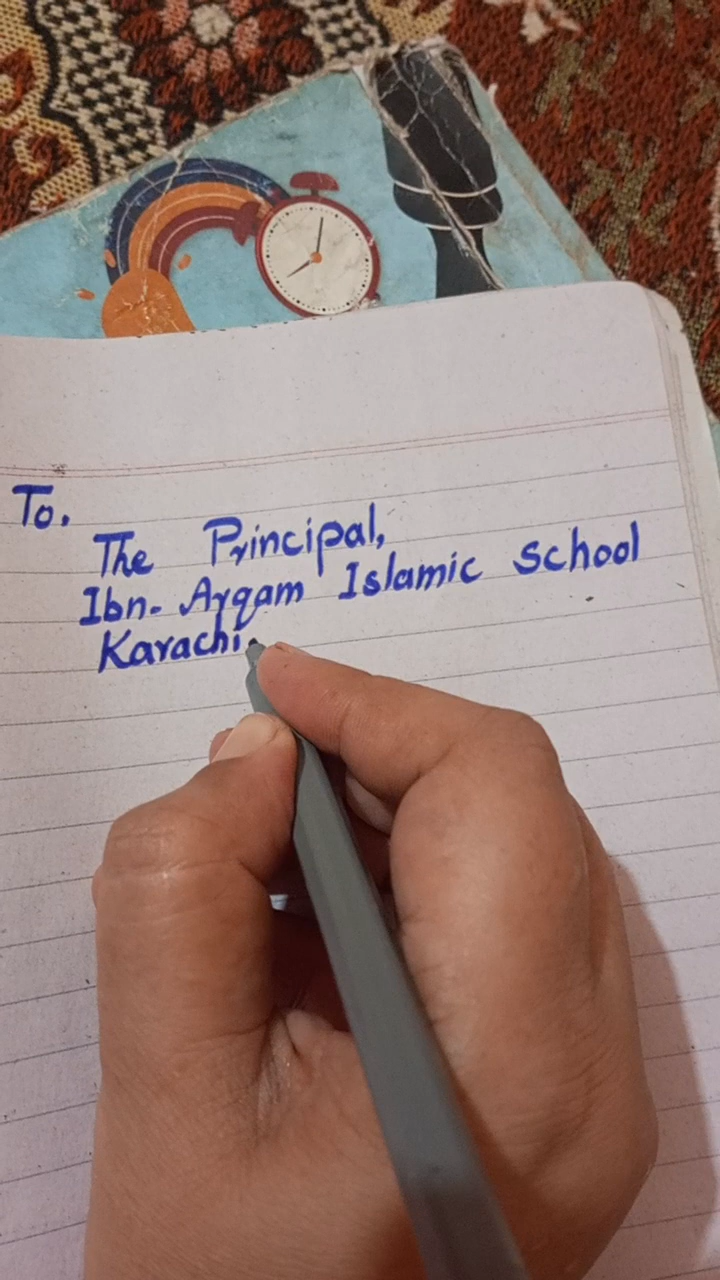 To.
The Principal,
Ibn- Arqam Islamic School
Karachi.